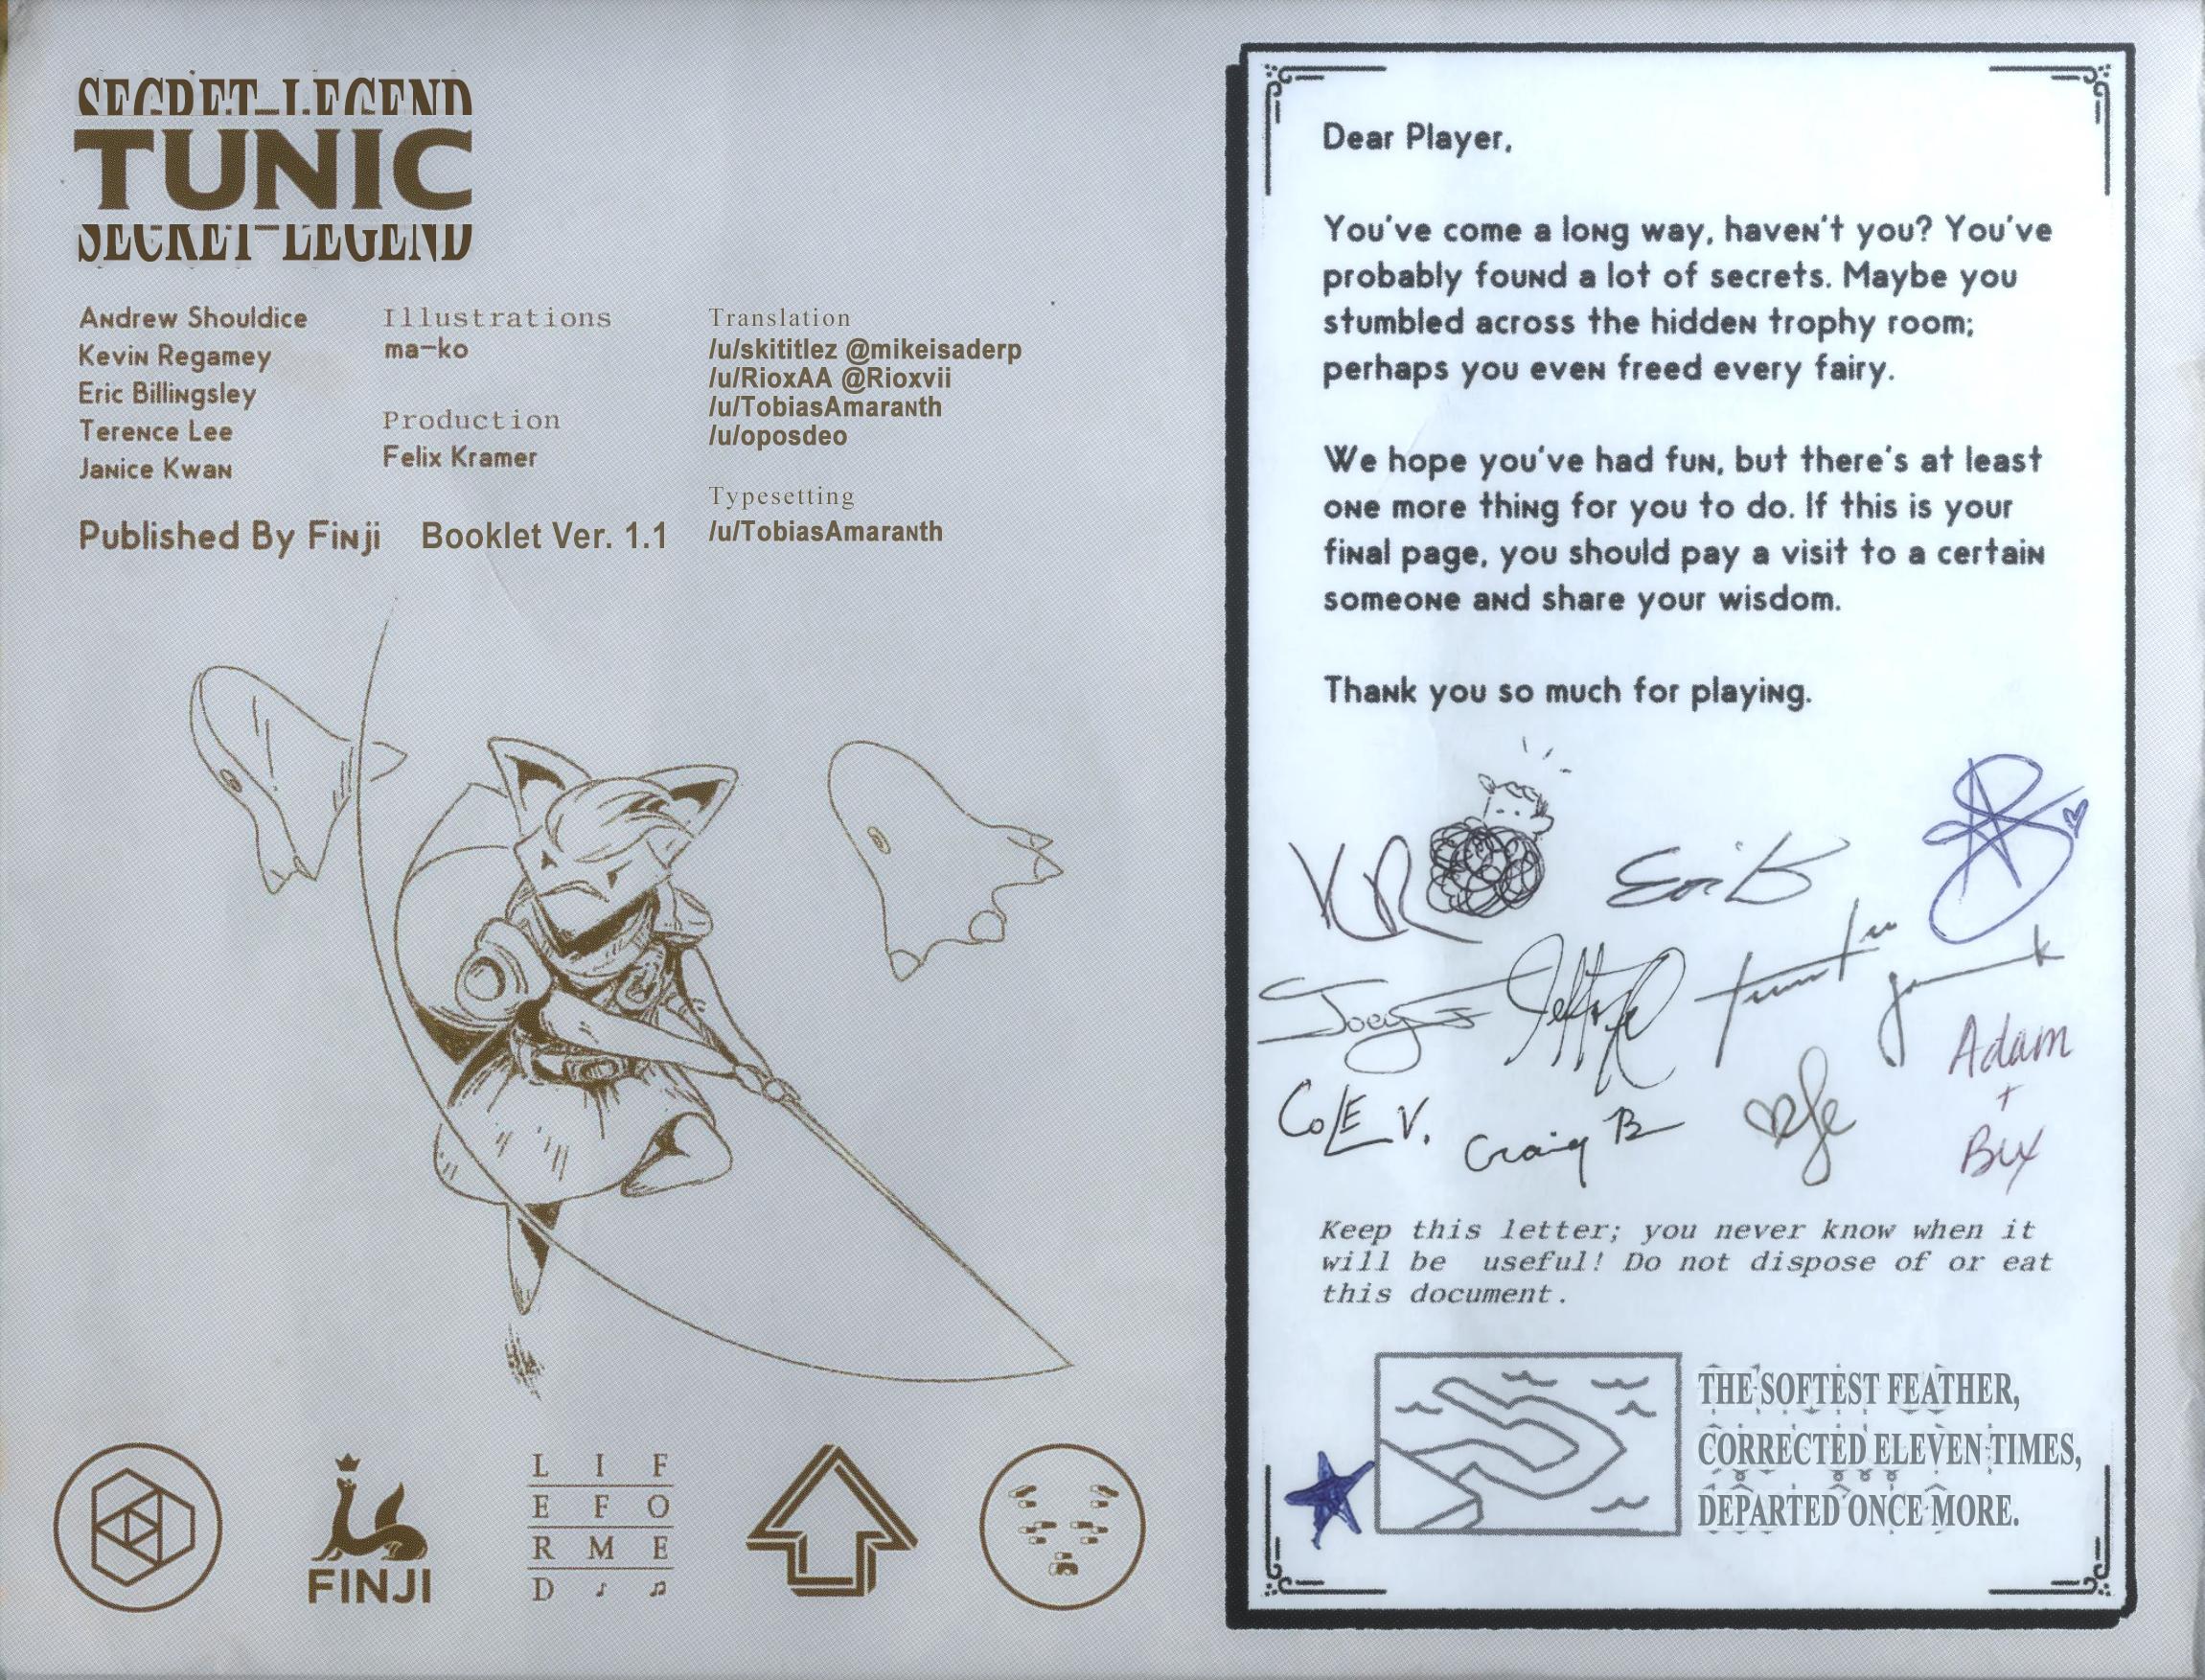 SECRET-LEGEND
TUNIC
SECRET-LEGEND
Andrew Shouldice
Kevin Regamey
Eric Billingsley
Terence Lee
Janice Kwan
Illustrations
ma-ko
Production
Felix Kramer
Translation
/u/skititlez @mikeisaderp
/u/RioxAA @Rioxvii
/u/TobiasAmaranth
/u/oposdeo
Typesetting
/u/TobiasAmaranth
Published By Finji Booklet Ver. 1.1
FINJI
L I F
E F O
R M E
D
Dear Player,
You've come a long way, haven't you? You've
probably found a lot of secrets. Maybe you
stumbled across the hidden trophy room;
perhaps you even freed every fairy.
We hope you've had fun, but there's at least
one more thing for you to do. If this is your
final page, you should pay a visit to a certain
someone and share your wisdom.
Thank you so much for playing.
KR
Eric B
Joey
Adam
+
Bux
Cole V.
Craig B
Keep this letter; you never know when it
will be useful! Do not dispose of or eat
this document.
THE SOFTEST FEATHER,
CORRECTED ELEVEN TIMES,
DEPARTED ONCE MORE.